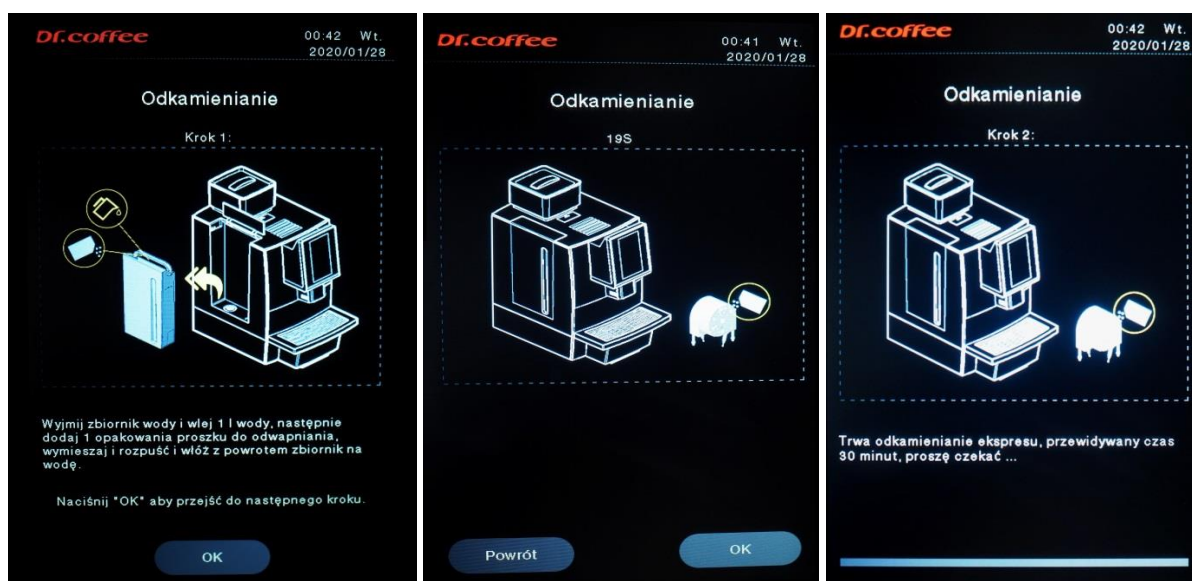 Dr.coffee
00:42 Wt.
2020/01/28
Odkamienianie
Krok 1:
Wyjmij zbiornik wody i wlej 1 l wody, następnie
dodaj 1 opakowania proszku do odwapniania,
wymieszaj i rozpuść i włóż z powrotem zbiornik na
wodę.
Naciśnij "OK" aby przejść do następnego kroku.
OK
Dr.coffee
00:41 Wt.
2020/01/28
Odkamienianie
19S
Powrót
OK
Dr.coffee
00:42 Wt.
2020/01/28
Odkamienianie
Krok 2:
Trwa odkamienianie ekspresu, przewidywany czas
30 minut, proszę czekać ...